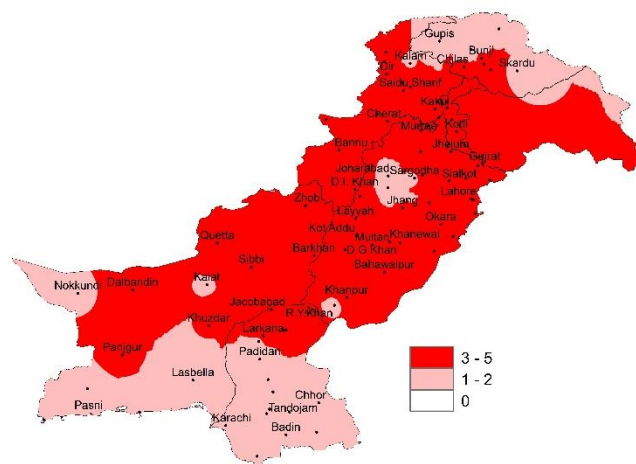 Gupis
Kalam
Bunji
Chilas
Skardu
Dir
Saidu Sharif
Kakul
Cherat
Kotli
Murree
Bannu
Jhelum
Gujrat
Joharabad
Sargodha
Sialkot
D.I. Khan
Lahore
Zhob
Jhang
Layyah
Okara
Kot Addu
Quetta
Multan
Khanewal
Barkhan
D G Khan
Sibbi
Bahawalpur
Nokkundi
Dalbandin
Kalat
Khanpur
Jacobabad
R Y Khan
Khuzdar
Larkana
Panjgur
Padidan
3 - 5
Lasbella
1 - 2
Chhor
Pasni
Tandojam
0
Karachi
Badin